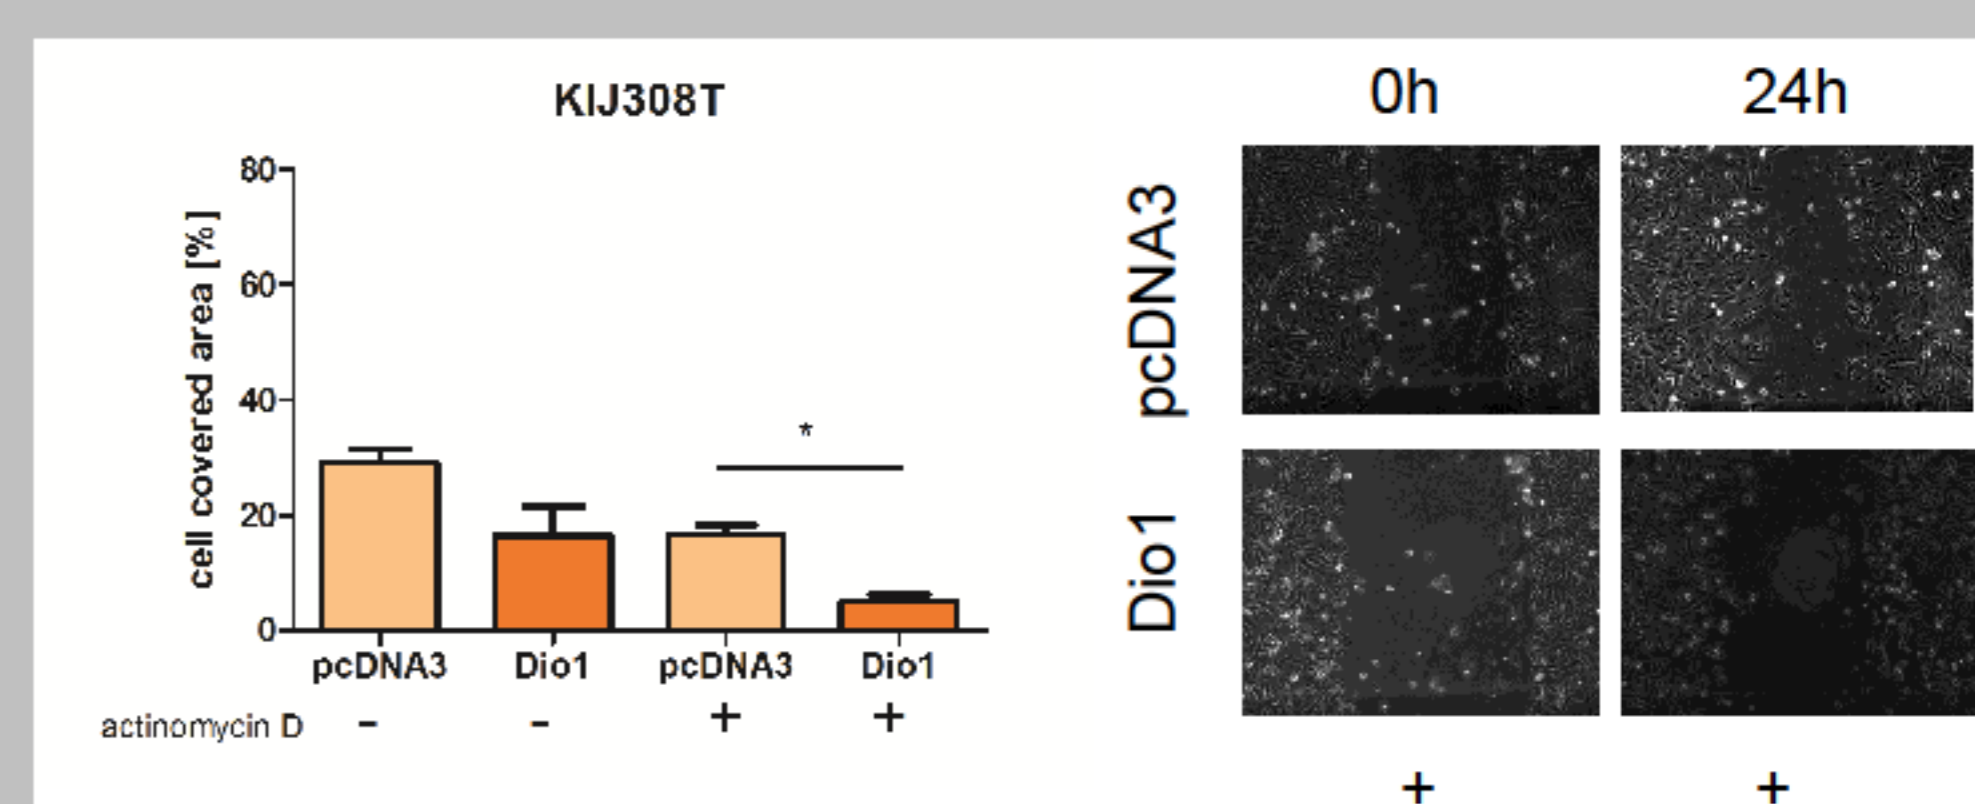 KIJ308T
80
60
40
20
0
cell covered area [%]
*
pcDNA3 Dio1 pcDNA3 Dio1
actinomycin D - - + +
0h 24h
pcDNA3
Dio1
+ +